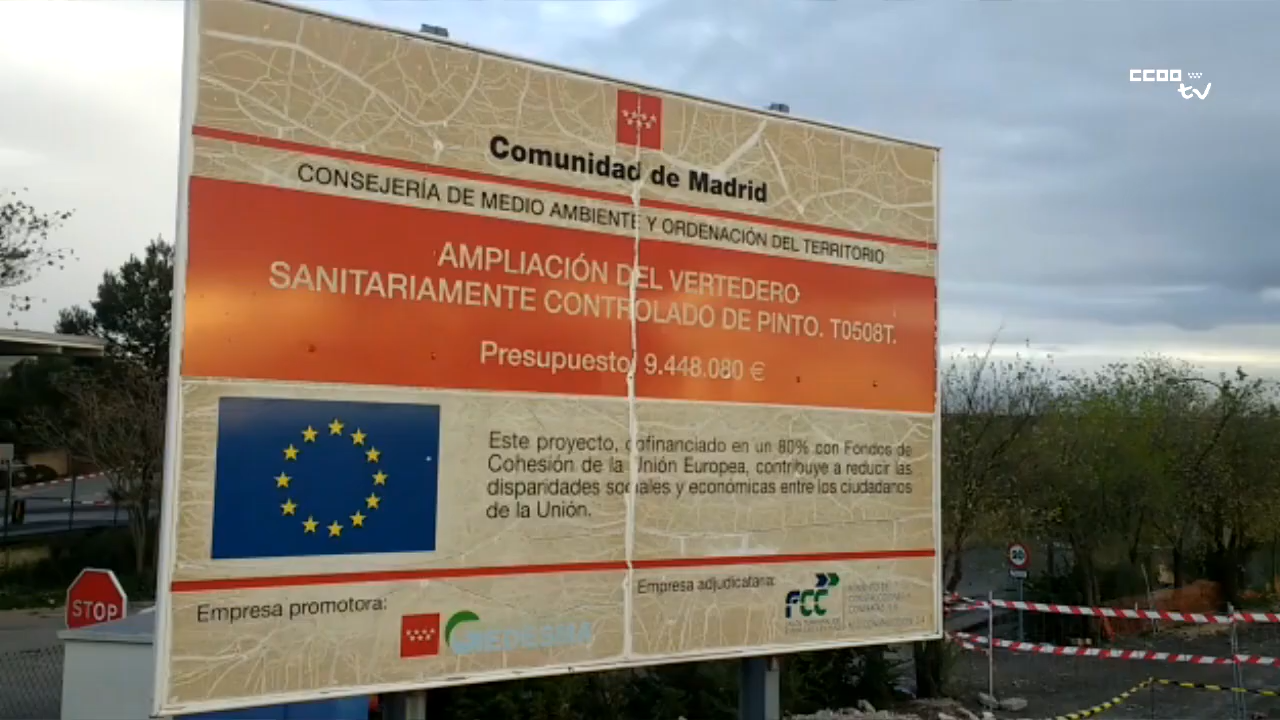 CCOO
tv
Comunidad de Madrid
CONSEJERÍA DE MEDIO AMBIENTE Y ORDENACIÓN DEL TERRITORIO
AMPLIACIÓN DEL VERTEDERO
SANITARIAMENTE CONTROLADO DE PINTO. T0508T.
Presupuesto 9.448.080 €
Este proyecto, cofinanciado en un 80% con Fondos de
Cohesión de la Unión Europea, contribuye a reducir las
disparidades sociales y económicas entre los ciudadanos
de la Unión.
Empresa promotora:
GEDESMA
Empresa adjudicataria:
FCC
STOP
20